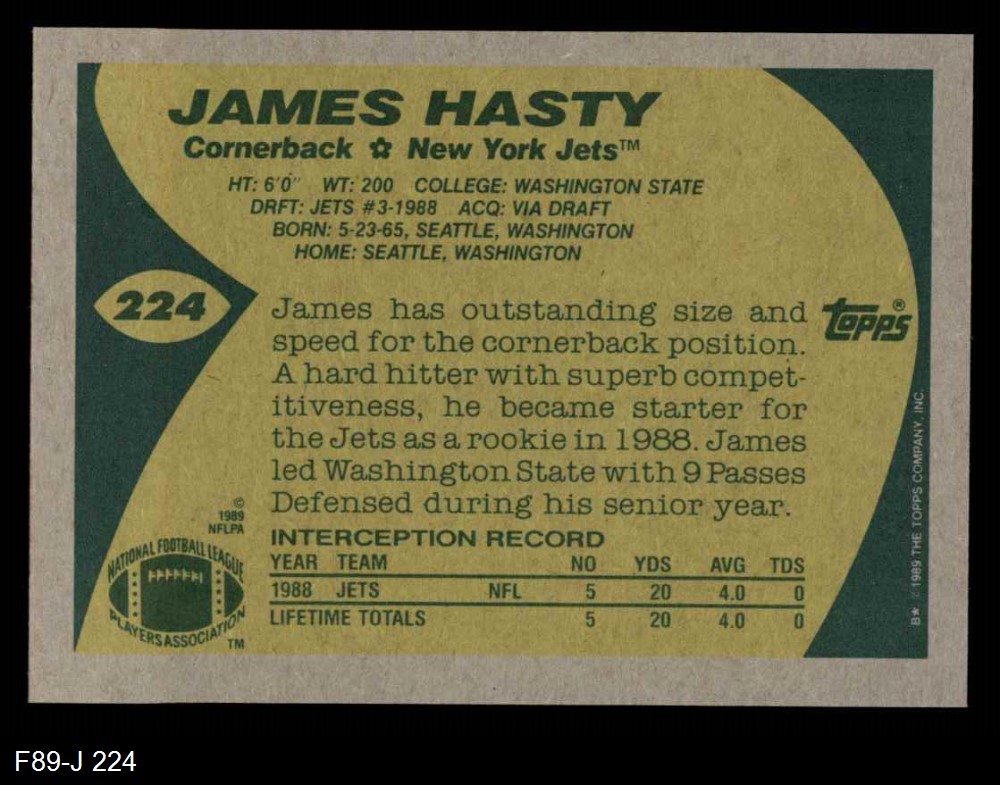 JAMES HASTY
Cornerback ✿ New York Jets™
HT: 6'0" WT: 200 COLLEGE: WASHINGTON STATE
DRFT: JETS #3-1988 ACQ: VIA DRAFT
BORN: 5-23-65, SEATTLE, WASHINGTON
HOME: SEATTLE, WASHINGTON
224
James has outstanding size and
speed for the cornerback position.
A hard hitter with superb compet-
itiveness, he became starter for
the Jets as a rookie in 1988. James
led Washington State with 9 Passes
Defensed during his senior year.
topps®
©
1989
NFLPA
NATIONAL FOOTBALL LEAGUE
PLAYERS ASSOCIATION
™
INTERCEPTION RECORD
YEAR TEAM NO YDS AVG TDS
1988 JETS NFL 5 20 4.0 0
LIFETIME TOTALS 5 20 4.0 0
B* © 1989 THE TOPPS COMPANY, INC.
F89-J 224